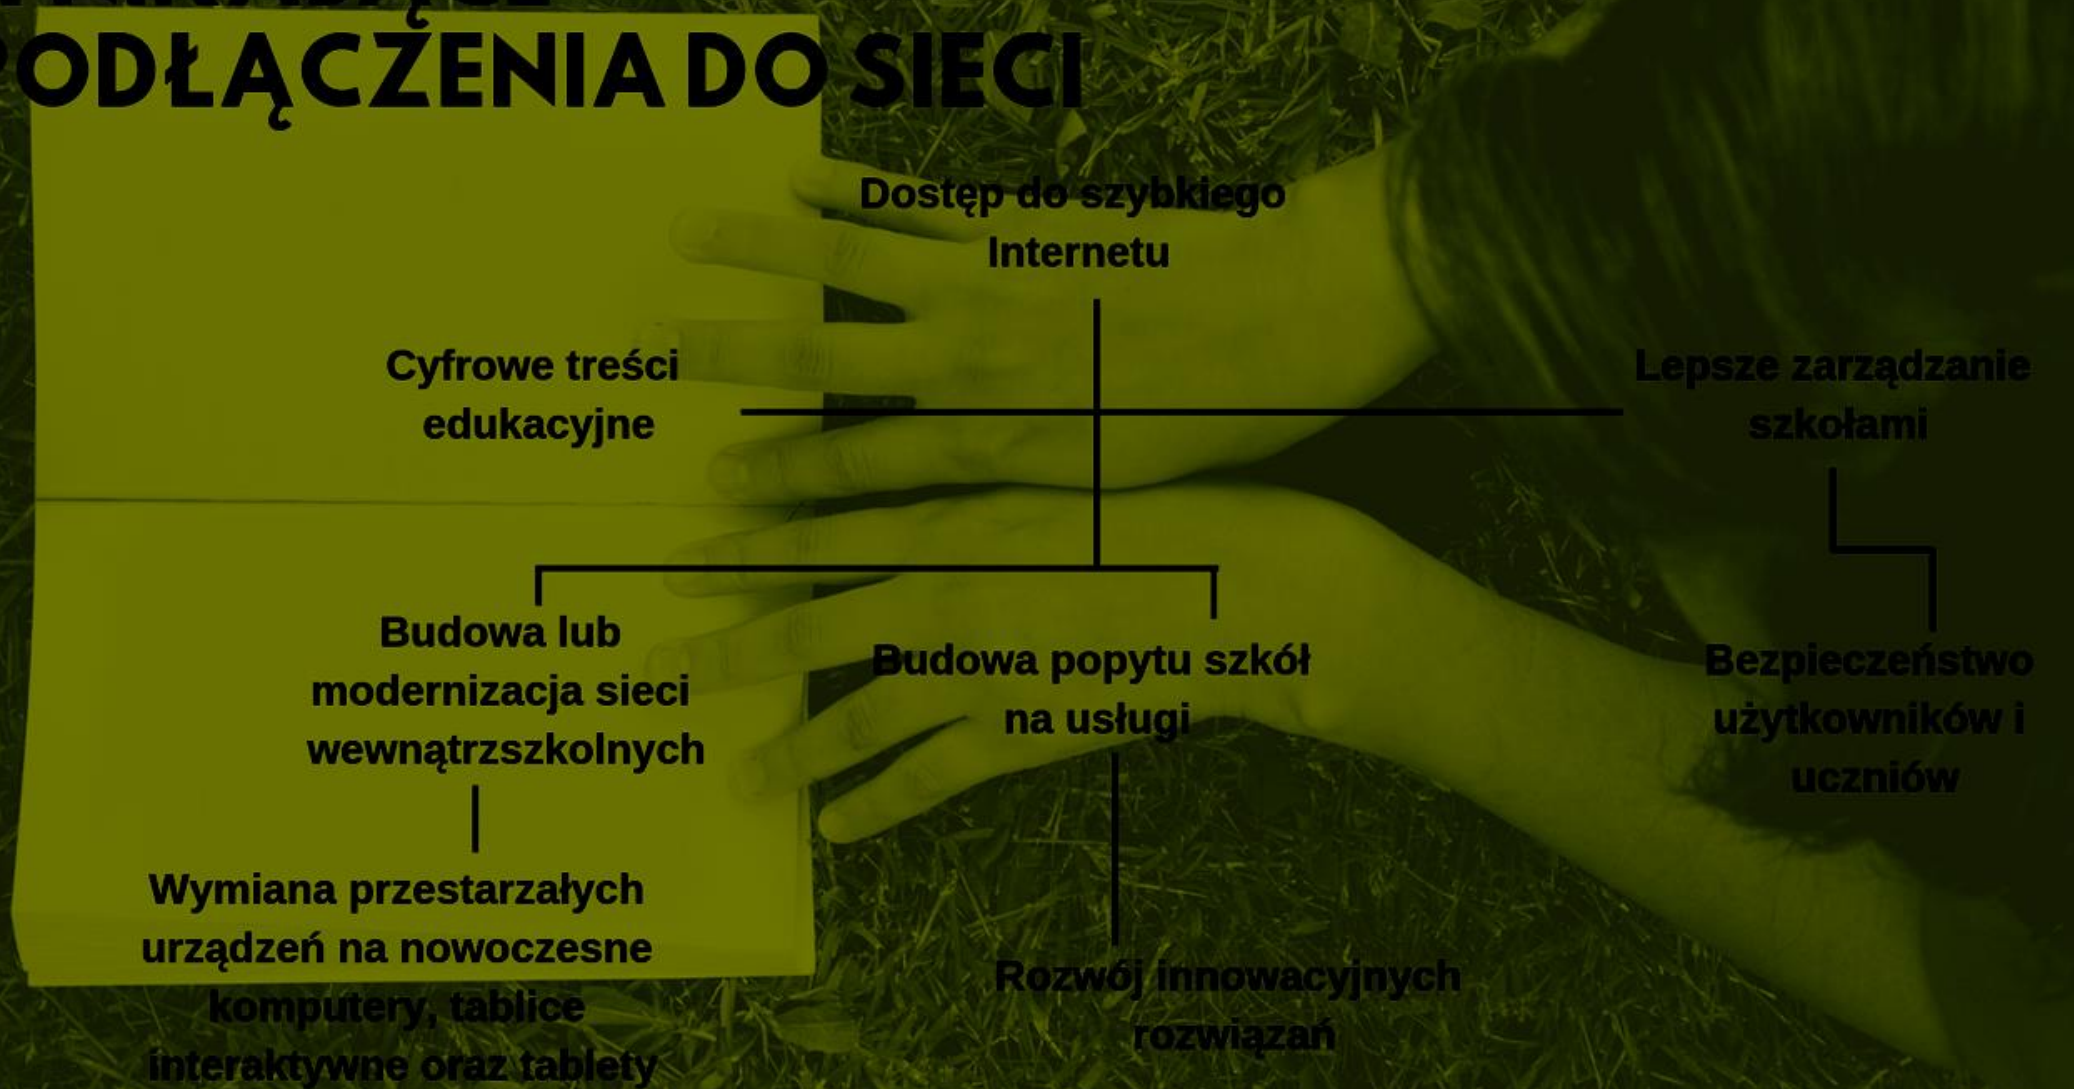 PODŁĄCZENIA DO SIECI
Dostęp do szybkiego
Internetu
Cyfrowe treści
edukacyjne
Lepsze zarządzanie
szkołami
Budowa lub
modernizacja sieci
wewnątrzszkolnych
Budowa popytu szkół
na usługi
Bezpieczeństwo
użytkowników i
uczniów
Wymiana przestarzałych
urządzeń na nowoczesne
komputery, tablice
interaktywne oraz tablety
Rozwój innowacyjnych
rozwiązań